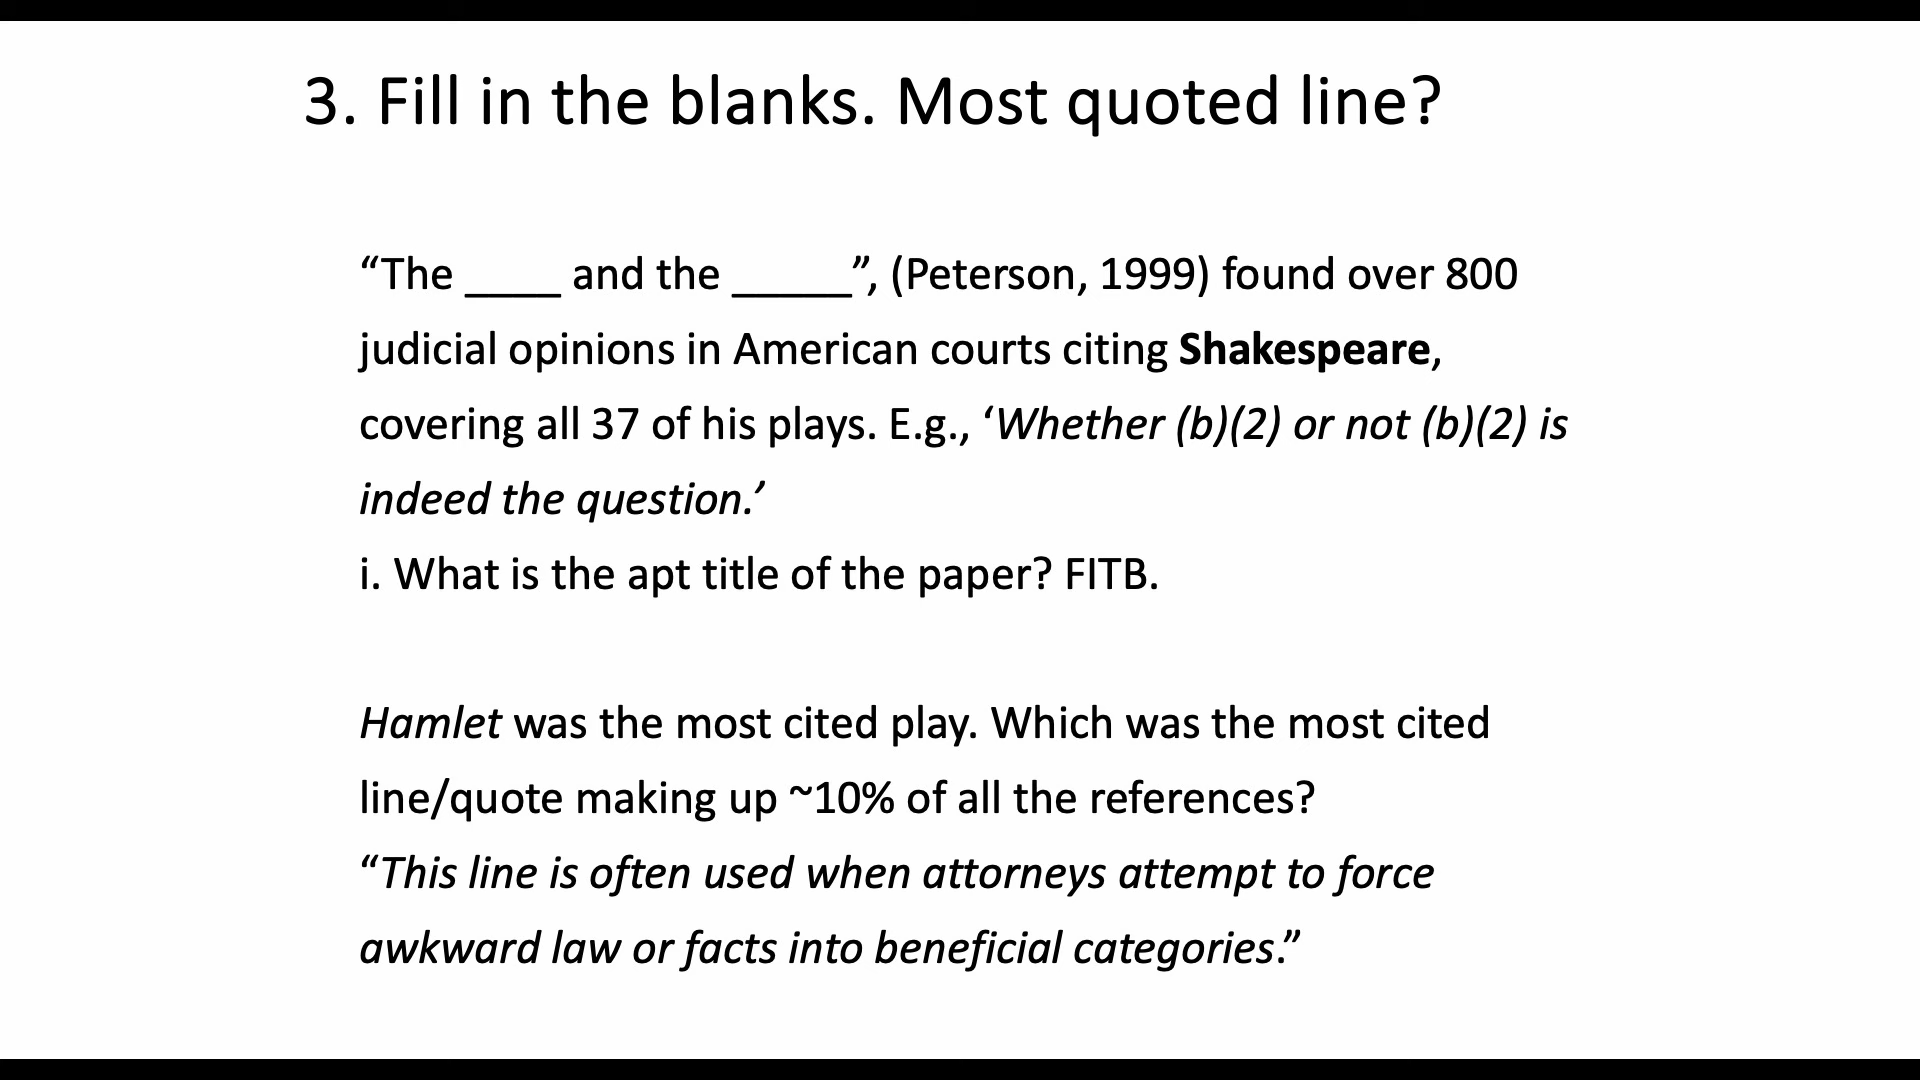 3. Fill in the blanks. Most quoted line?
“The ____ and the _____”, (Peterson, 1999) found over 800
judicial opinions in American courts citing Shakespeare,
covering all 37 of his plays. E.g., ‘Whether (b)(2) or not (b)(2) is
indeed the question.’
i. What is the apt title of the paper? FITB.
Hamlet was the most cited play. Which was the most cited
line/quote making up ~10% of all the references?
“This line is often used when attorneys attempt to force
awkward law or facts into beneficial categories.”